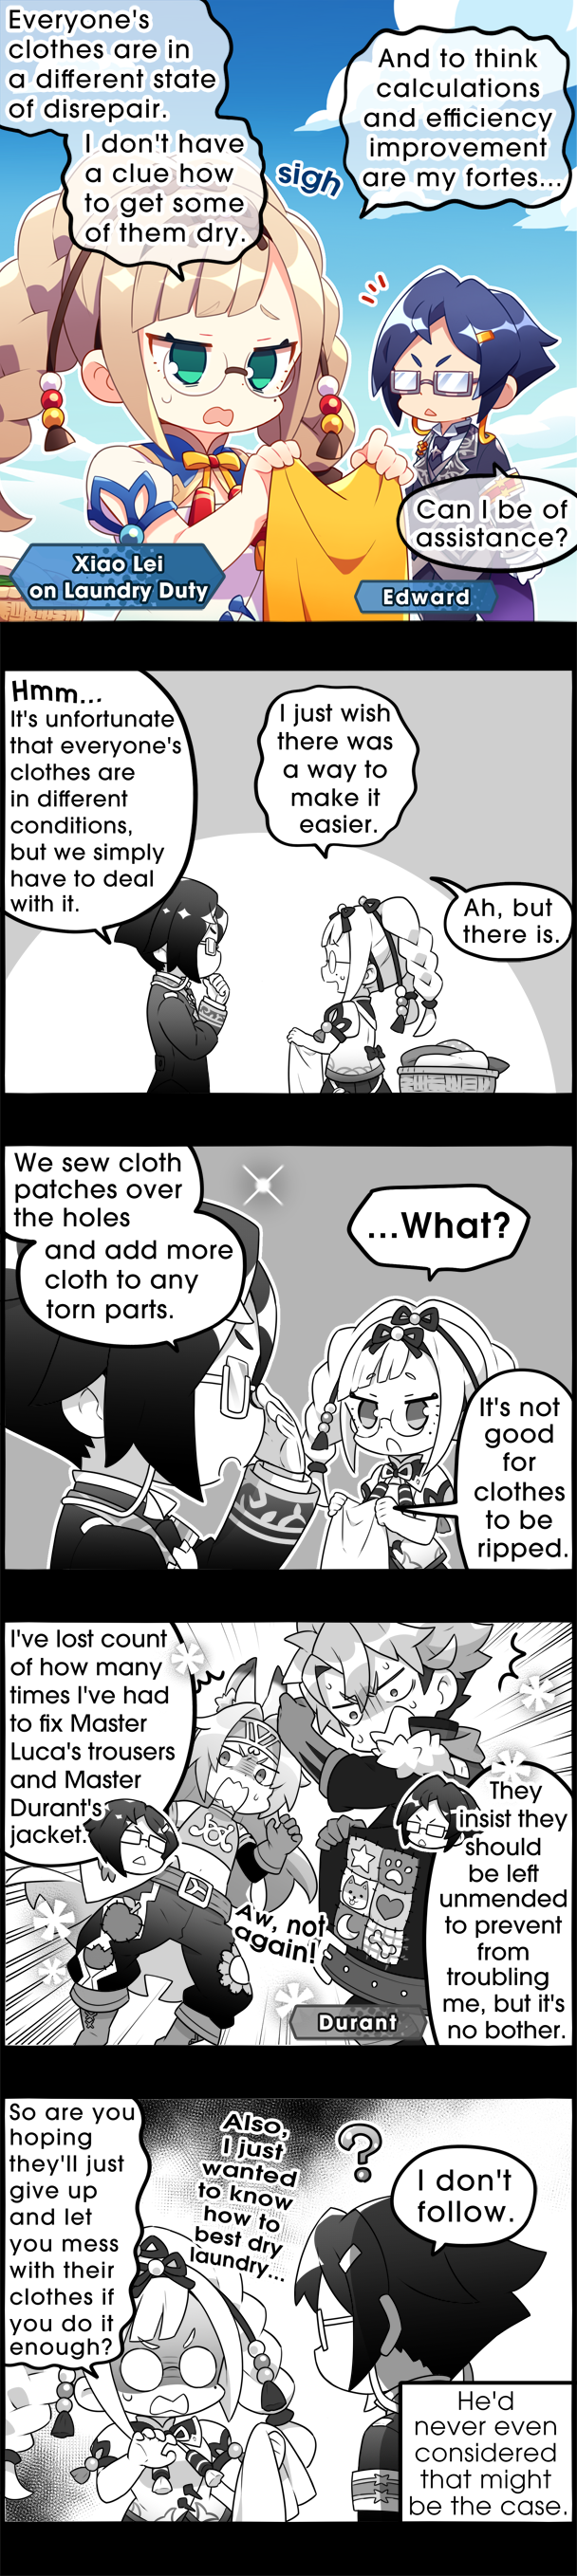 Everyone's
clothes are in
a different state
of disrepair.
I don't have
a clue how
to get some
of them dry.
sigh
And to think
calculations
and efficiency
improvement
are my fortes...
Can I be of
assistance?
Xiao Lei
on Laundry Duty
Edward
Hmm...
It's unfortunate
that everyone's
clothes are
in different
conditions,
but we simply
have to deal
with it.
I just wish
there was
a way to
make it
easier.
Ah, but
there is.
We sew cloth
patches over
the holes
and add more
cloth to any
torn parts.
...What?
It's not
good
for
clothes
to be
ripped.
I've lost count
of how many
times I've had
to fix Master
Luca's trousers
and Master
Durant's
jacket.
Aw, not
again!
They
insist they
should
be left
unmended
to prevent
from
troubling
me, but it's
no bother.
Durant
So are you
hoping
they'll just
give up
and let
you mess
with their
clothes if
you do it
enough?
Also,
I just
wanted
to know
how to
best dry
laundry...
?
I don't
follow.
He'd
never even
considered
that might
be the case.